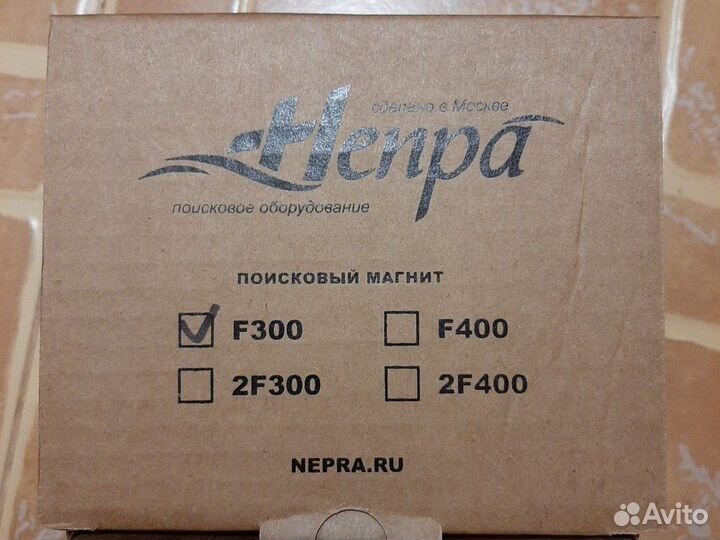 сделано в Москве
Непра
поисковое оборудование
ПОИСКОВЫЙ МАГНИТ
F300 F400
2F300 2F400
NEPRA.RU
Avito